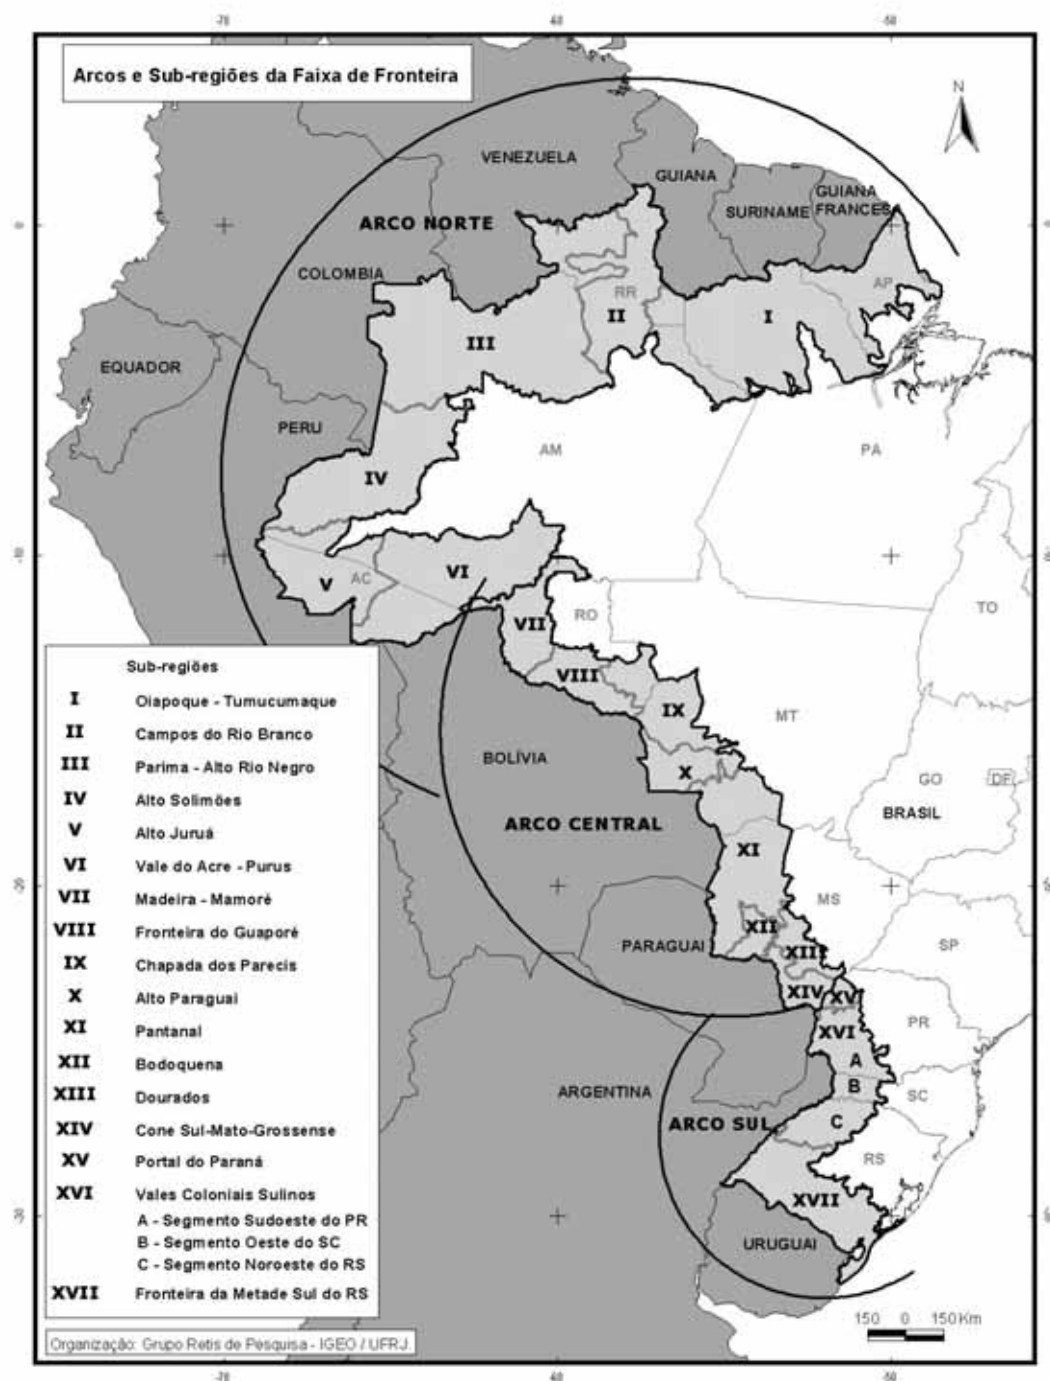 -70
60
-50
Arcos e Sub-regiões da Faixa de Fronteira
N
VENEZUELA
GUIANA
GUIANA
FRANCES
SURINAME
ARCO NORTE
COLOMBIA
AP
RR
II
I
III
EQUADOR
PERU
AM
PA
IV
V
AC
VI
TO
RO
VII
VIII
IX
MT
BOLÍVIA
X
GO
DF
BRASIL
ARCO CENTRAL
XI
MS
XII
PARAGUAI
XIII
SP
XIV
XV
XVI
PR
A
B
SC
ARGENTINA
ARCO SUL
C
RS
XVII
URUGUAI
Sub-regiões
I Oiapoque - Tumucumaque
II Campos do Rio Branco
III Parima - Alto Rio Negro
IV Alto Solimões
V Alto Juruá
VI Vale do Acre - Purus
VII Madeira - Mamoré
VIII Fronteira do Guaporé
IX Chapada dos Parecis
X Alto Paraguai
XI Pantanal
XII Bodoquena
XIII Dourados
XIV Cone Sul-Mato-Grossense
XV Portal do Paraná
XVI Vales Coloniais Sulinos
A - Segmento Sudoeste do PR
B - Segmento Oeste do SC
C - Segmento Noroeste do RS
XVII Fronteira da Metade Sul do RS
150 0 150 Km
Organização: Grupo Retis de Pesquisa - IGEO / UFRJ.
-70
60
-50